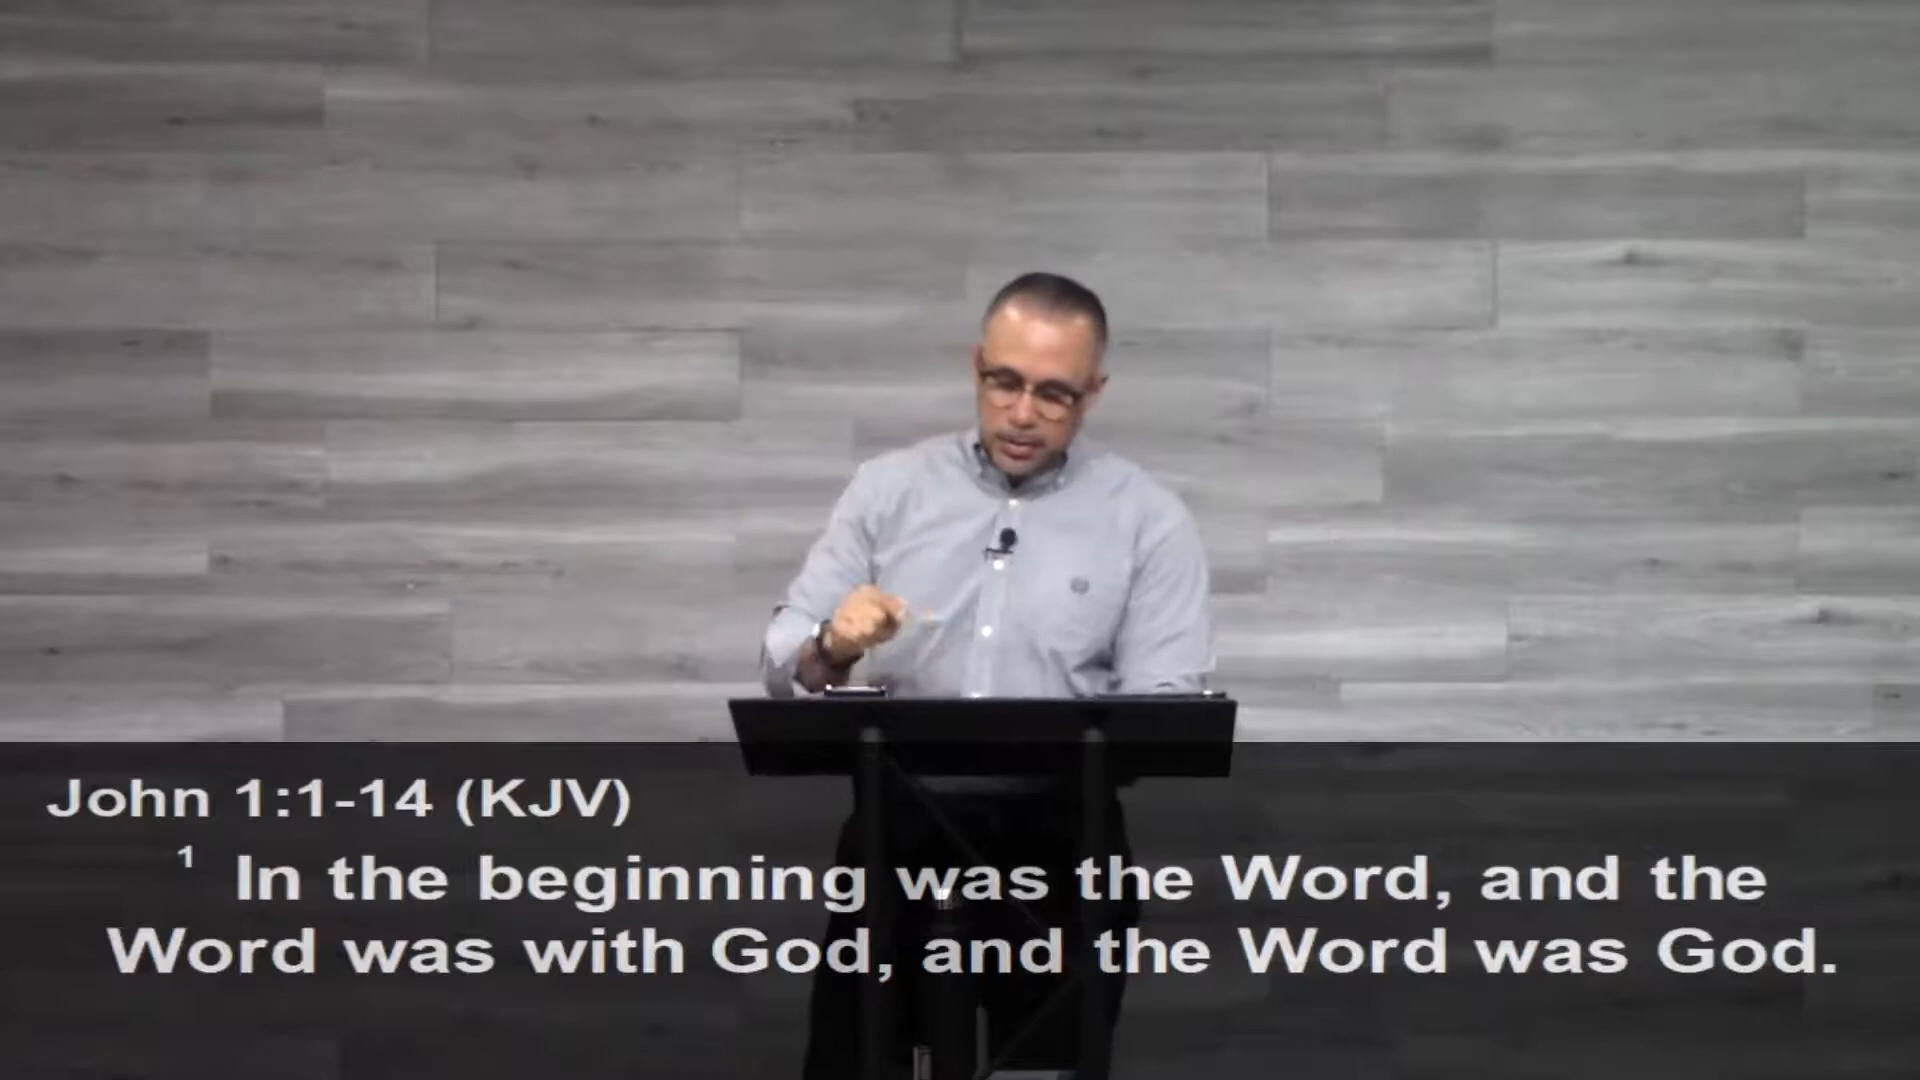 John 1:1-14 (KJV)
1 In the beginning was the Word, and the
Word was with God, and the Word was God.